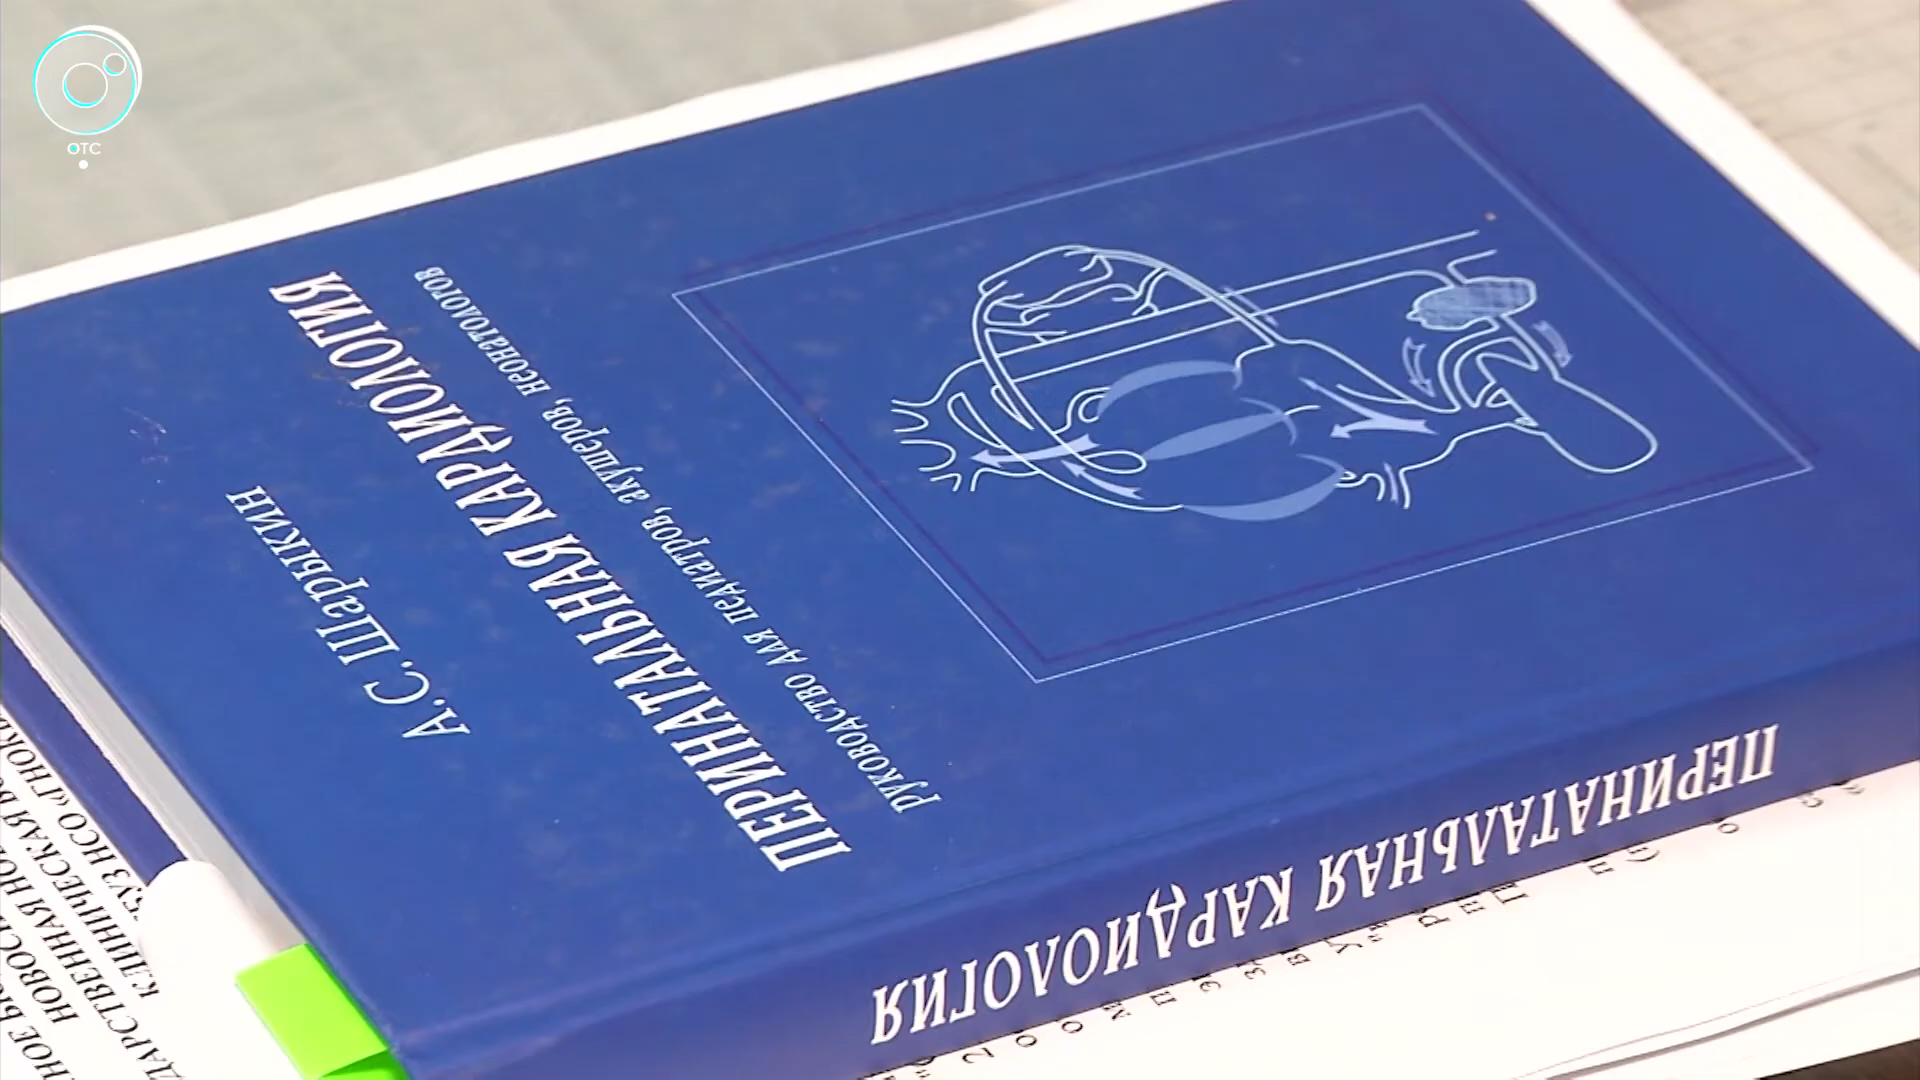 ОТС
А.С. Шарыкин
ПЕРИНАТАЛЬНАЯ КАРДИОЛОГИЯ
руководство для педиатров, акушеров, неонатологов
ПЕРИНАТАЛЬНАЯ КАРДИОЛОГИЯ